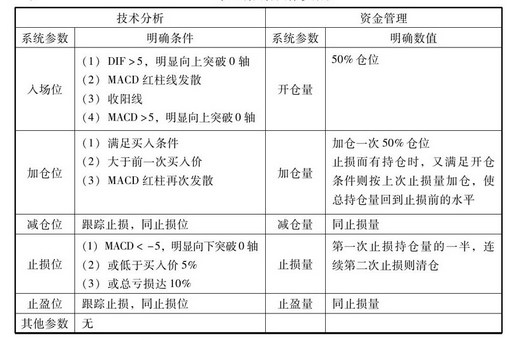 技术分析 资金管理
系统参数 明确条件 系统参数 明确数值
入场位
（1）DIF＞5，明显向上突破0轴
（2）MACD红柱线发散
（3）收阳线
（4）MACD＞5，明显向上突破0轴
开仓量
50%仓位
加仓位
（1）满足买入条件
（2）大于前一次买入价
（3）MACD红柱再次发散
加仓量
加仓一次50%仓位
止损而有持仓时，又满足开仓
条件则按上次止损量加仓，使
总持仓量回到止损前的水平
减仓位 跟踪止损，同止损位 减仓量 同止损量
止损位
（1）MACD＜-5，明显向下突破0轴
（2）或低于买入价5%
（3）或总亏损达10%
止损量
第一次止损持仓量的一半，连
续第二次止损则清仓
止盈位 跟踪止损，同止损位 止盈量 同止损量
其他参数 无